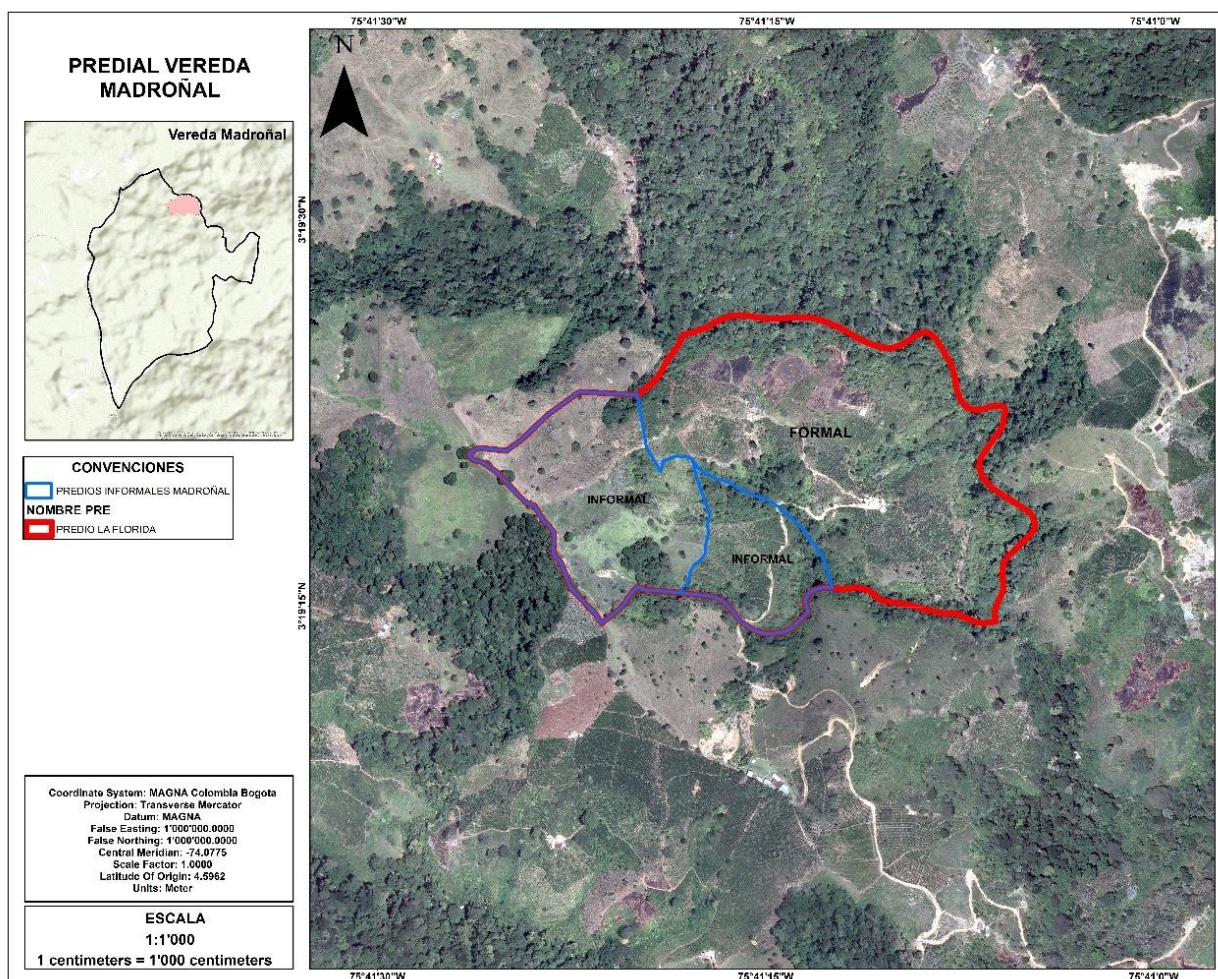 PREDIAL VEREDA
MADROÑAL
Vereda Madroñal
CONVENCIONES
PREDIOS INFORMALES MADROÑAL
NOMBRE PRE
PREDIO LA FLORIDA
Coordinate System: MAGNA Colombia Bogota
Projection: Transverse Mercator
Datum: MAGNA
False Easting: 1'000'000.0000
False Northing: 1'000'000.0000
Central Meridian: -74.0775
Scale Factor: 1.0000
Latitude Of Origin: 4.5962
Units: Meter
ESCALA
1:1'000
1 centimeters = 1'000 centimeters
75°41'30"W
75°41'15"W
75°41'0"W
N
3°19'30"N
3°19'15"N
FORMAL
INFORMAL
INFORMAL
75°41'30"W
75°41'15"W
75°41'0"W